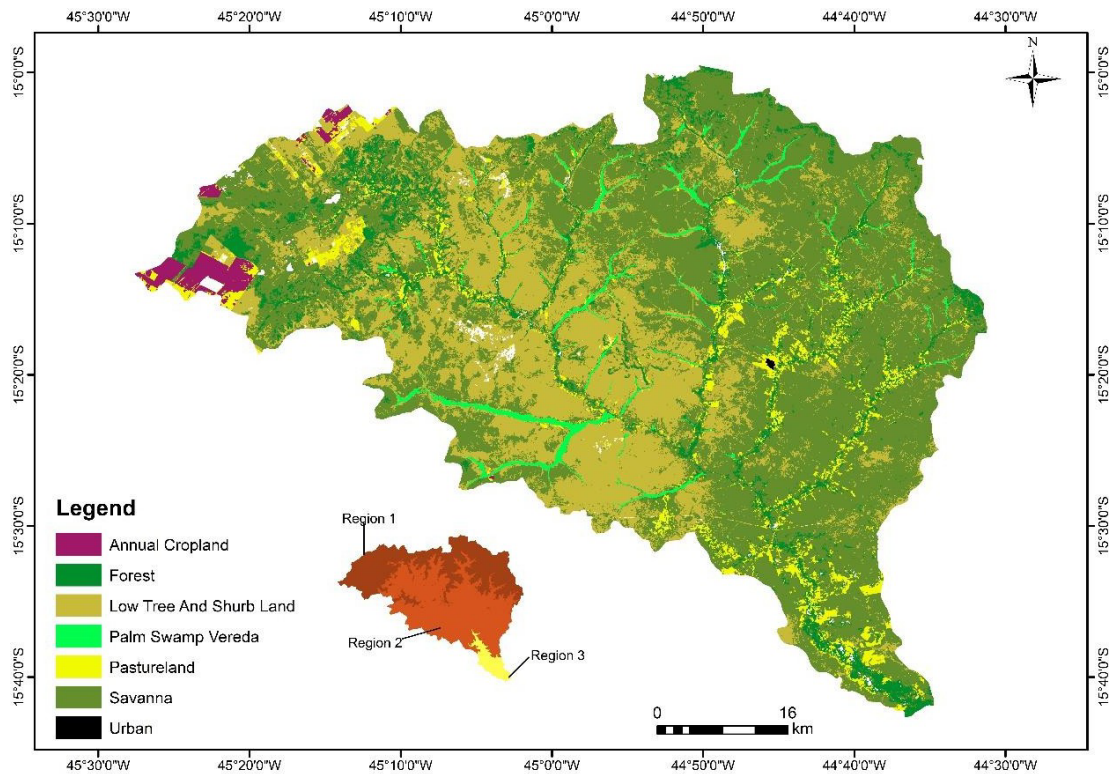 45°30'0"W 45°20'0"W 45°10'0"W 45°0'0"W 44°50'0"W 44°40'0"W 44°30'0"W
N
15°0'0"S 15°0'0"S
15°10'0"S 15°10'0"S
15°20'0"S 15°20'0"S
15°30'0"S 15°30'0"S
15°40'0"S 15°40'0"S
Legend
Annual Cropland
Forest
Low Tree And Shurb Land
Palm Swamp Vereda
Pastureland
Savanna
Urban
Region 1
Region 2
Region 3
0 16
km
45°30'0"W 45°20'0"W 45°10'0"W 45°0'0"W 44°50'0"W 44°40'0"W 44°30'0"W